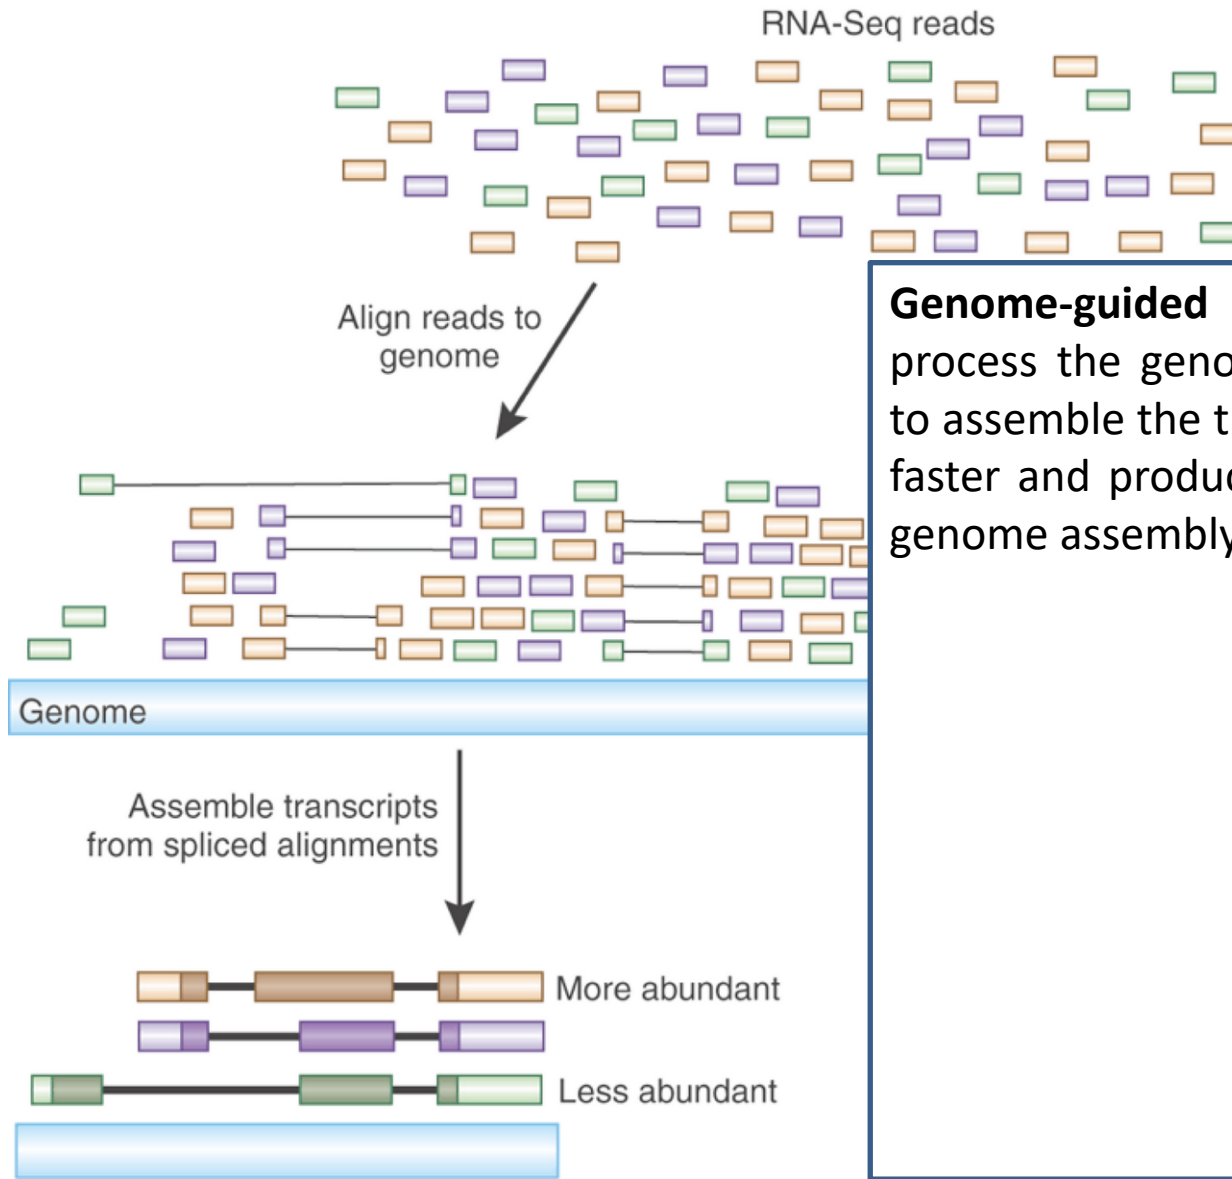 RNA-Seq reads
Align reads to
genome
Genome-guided
process the geno
to assemble the t
faster and produc
genome assembly
Genome
Assemble transcripts
from spliced alignments
More abundant
Less abundant